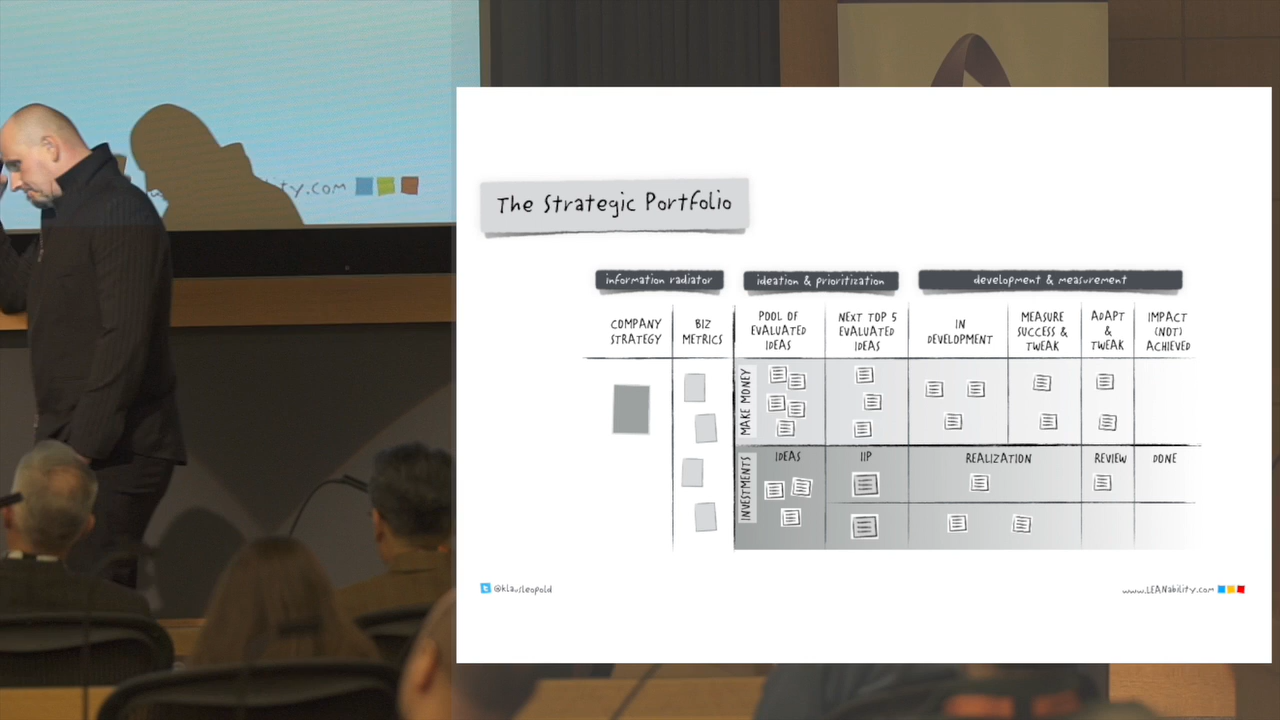 ty.com
The Strategic Portfolio
information radiator
ideation & prioritization
development & measurement
COMPANY
STRATEGY
BIZ
METRICS
POOL OF
EVALUATED
IDEAS
NEXT TOP 5
EVALUATED
IDEAS
IN
DEVELOPMENT
MEASURE
SUCCESS &
TWEAK
ADAPT
&
TWEAK
IMPACT
(NOT)
ACHIEVED
MAKE MONEY
INVESTMENTS
IDEAS
IIP
REALIZATION
REVIEW
DONE
@klausleopold
www.LEANability.com